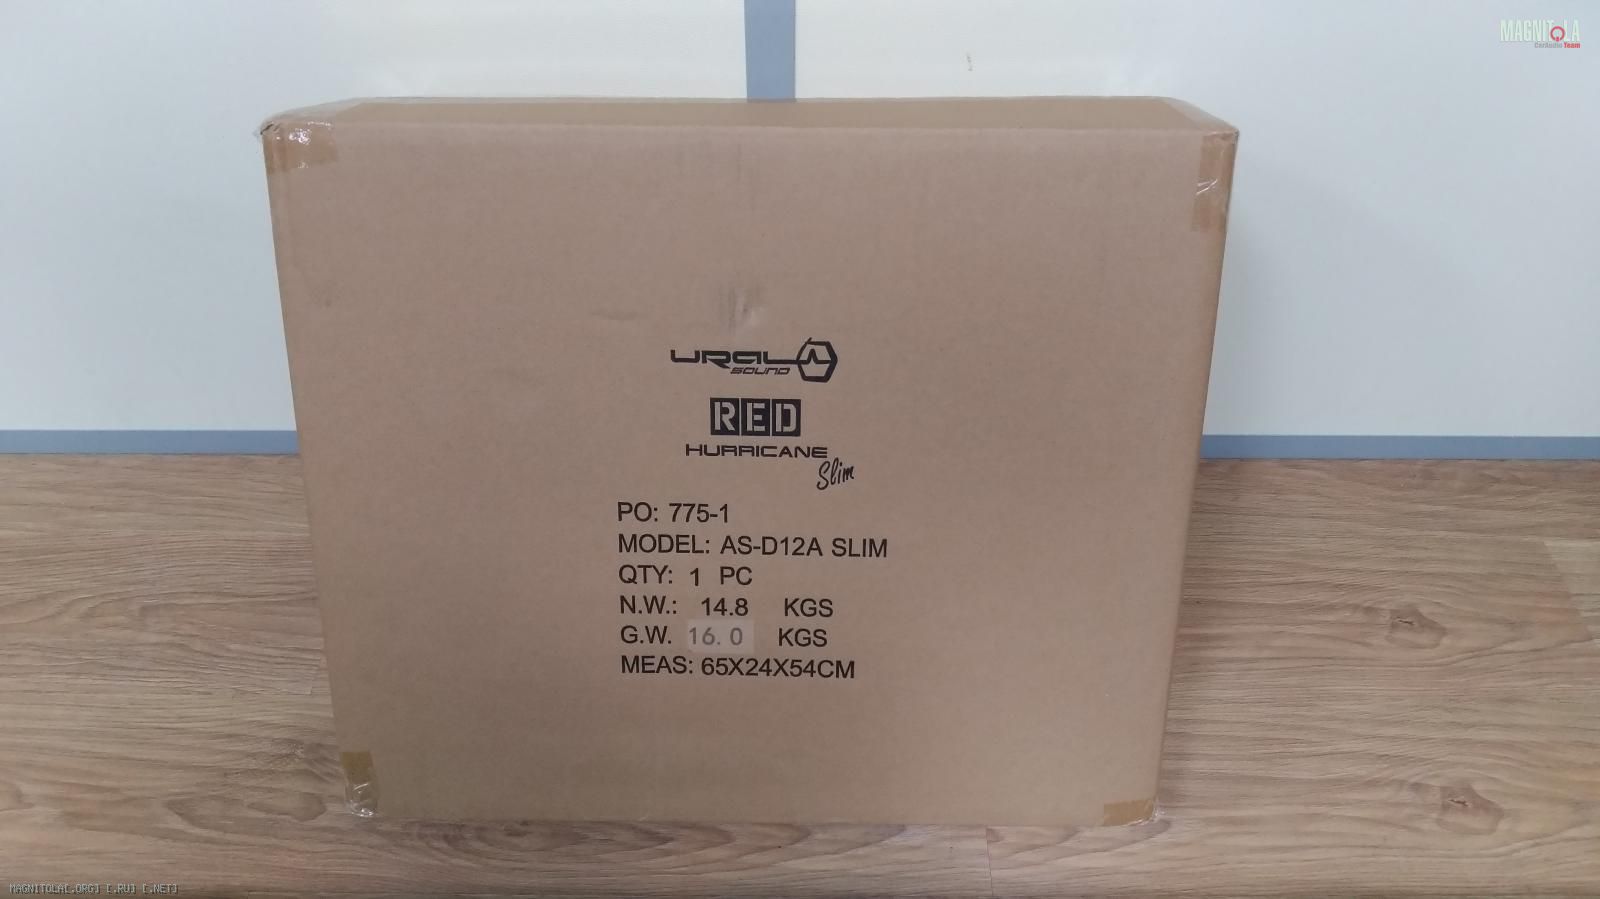 MAGNITOLA
CarAudio Team
URAL
SOUND
RED
HURRICANE
Slim
PO: 775-1
MODEL: AS-D12A SLIM
QTY: 1 PC
N.W.: 14.8 KGS
G.W. 16.0 KGS
MEAS: 65X24X54CM
MAGNITOLA[.ORG] [.RU] [.NET]